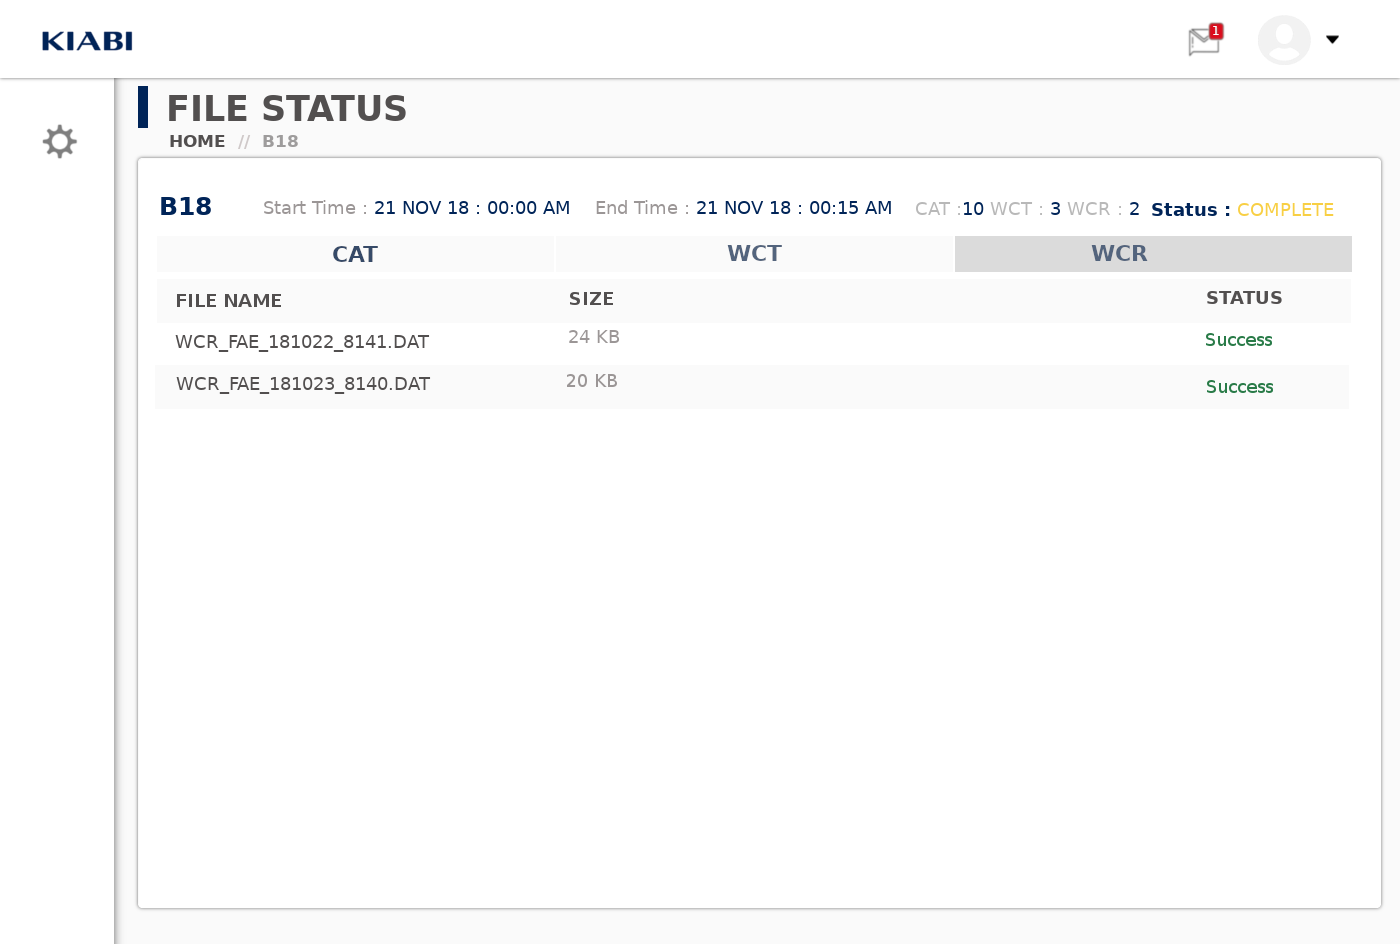 KIABI
1
FILE STATUS
HOME // B18
B18 Start Time : 21 NOV 18 : 00:00 AM End Time : 21 NOV 18 : 00:15 AM CAT :10 WCT : 3 WCR : 2 Status : COMPLETE
CAT WCT WCR
FILE NAME SIZE STATUS
WCR_FAE_181022_8141.DAT 24 KB Success
WCR_FAE_181023_8140.DAT 20 KB Success